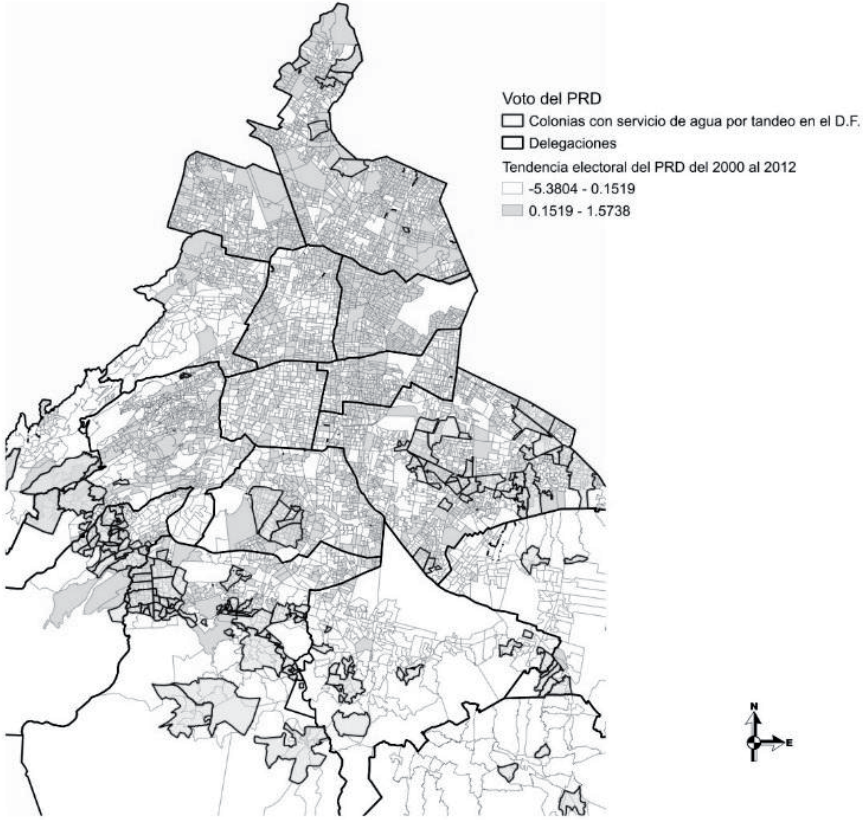 Voto del PRD
Colonias con servicio de agua por tandeo en el D.F.
Delegaciones
Tendencia electoral del PRD del 2000 al 2012
-5.3804 - 0.1519
0.1519 - 1.5738
N
E